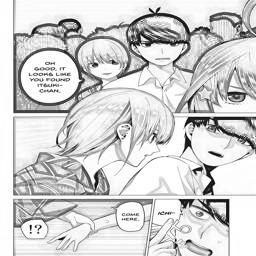 OH
GOOD, IT
LOOKS LIKE
YOU FOUND
ITSUKI-
CHAN.
!?
COME
HERE.
ICHI-